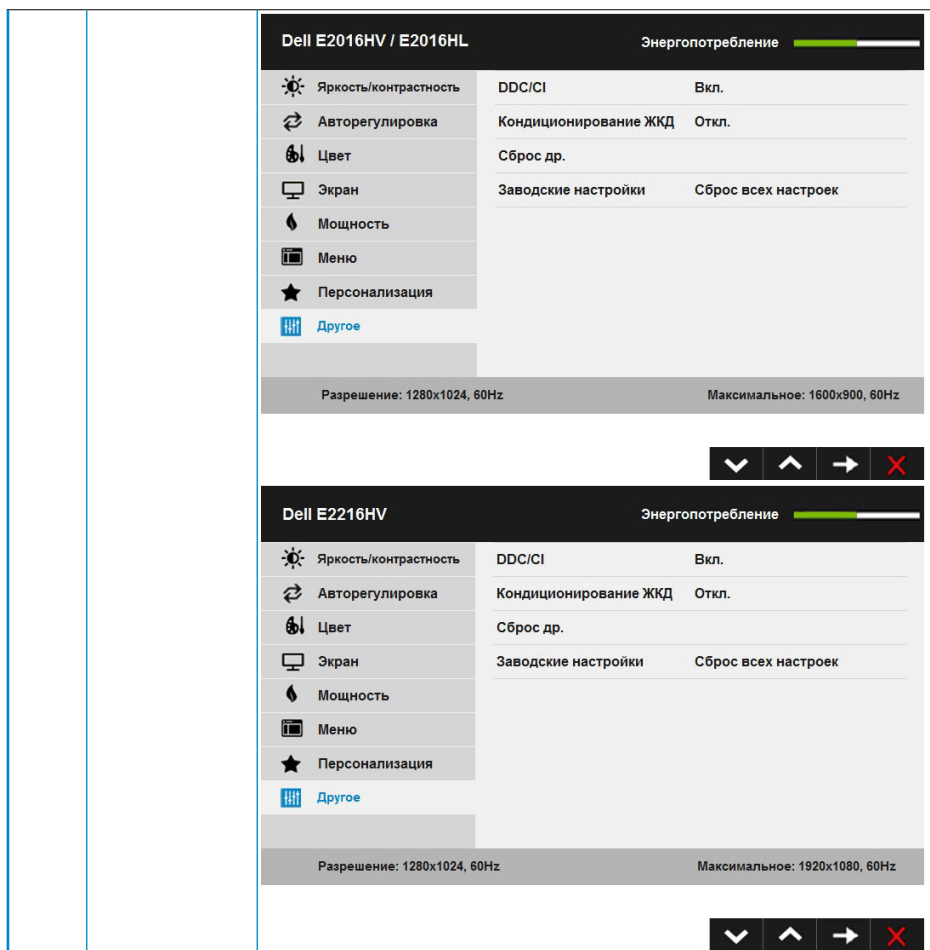 Dell E2016HV / E2016HL Энергопотребление
Яркость/контрастность DDC/CI Вкл.
Авторегулировка Кондиционирование ЖКД Откл.
Цвет Сброс др.
Экран Заводские настройки Сброс всех настроек
Мощность
Меню
Персонализация
Другое
Разрешение: 1280x1024, 60Hz Максимальное: 1600x900, 60Hz
Dell E2216HV Энергопотребление
Яркость/контрастность DDC/CI Вкл.
Авторегулировка Кондиционирование ЖКД Откл.
Цвет Сброс др.
Экран Заводские настройки Сброс всех настроек
Мощность
Меню
Персонализация
Другое
Разрешение: 1280x1024, 60Hz Максимальное: 1920x1080, 60Hz